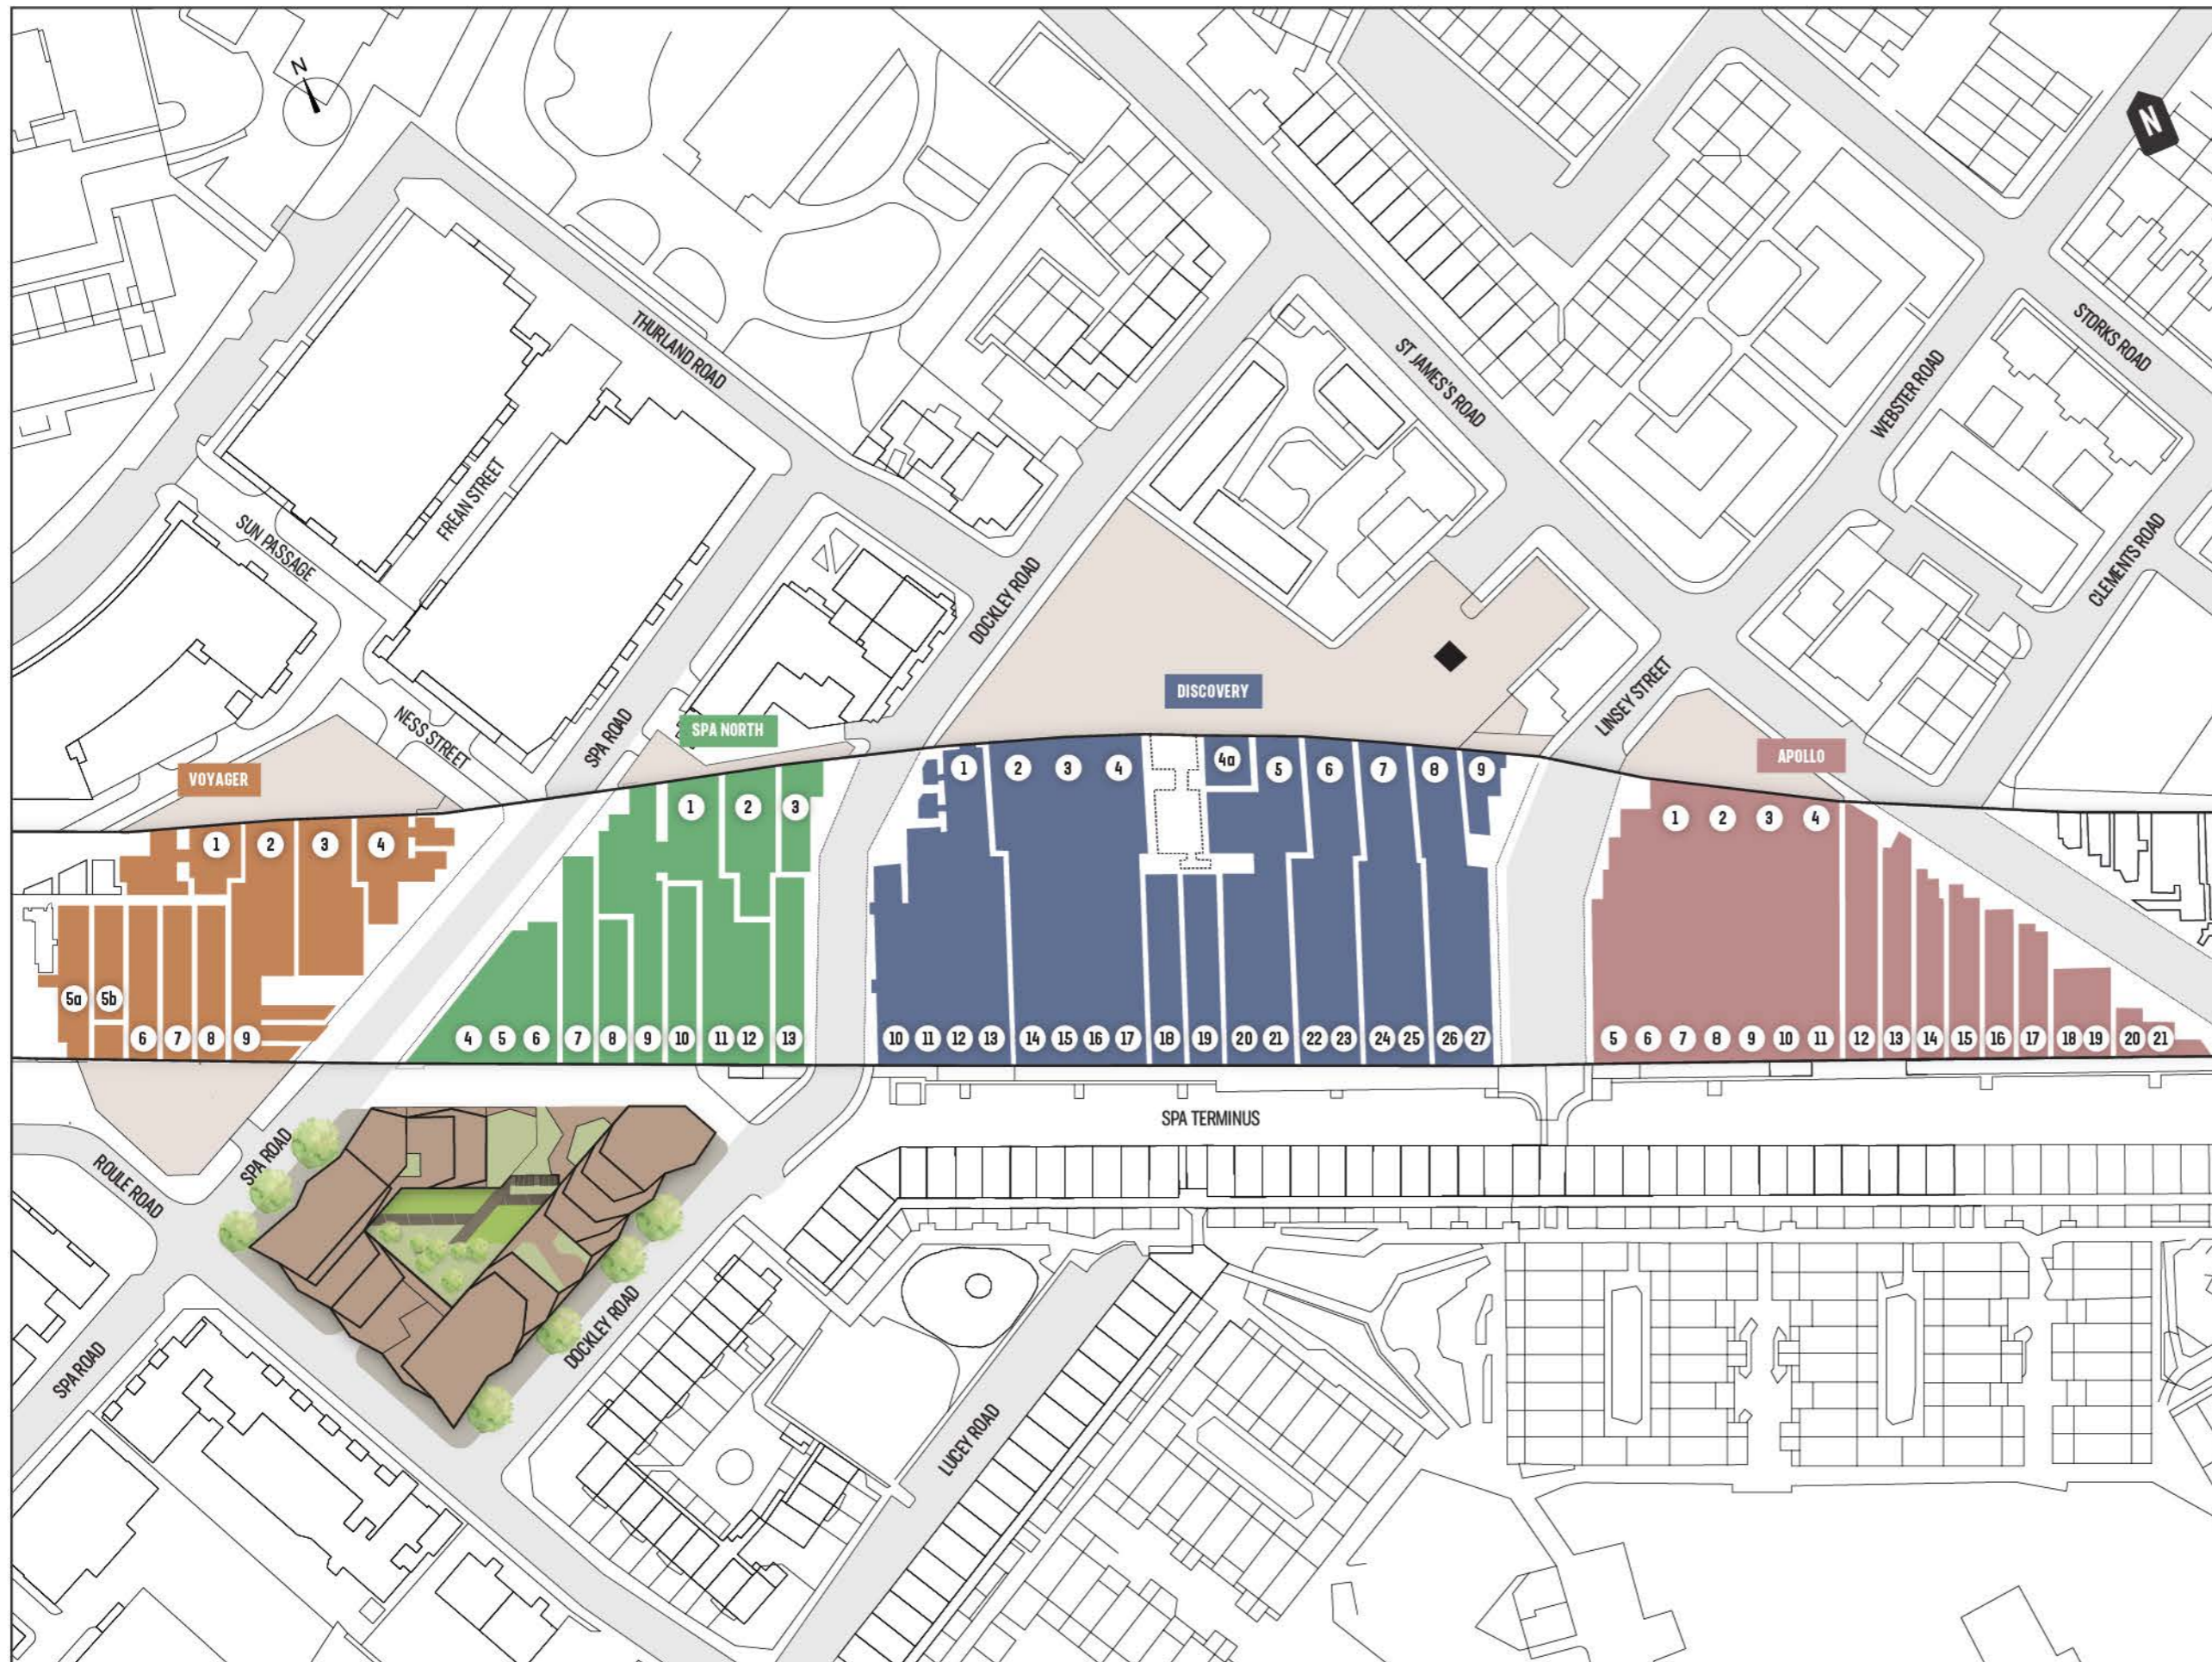 N
N
THURLAND ROAD
ST JAMES'S ROAD
STORKS ROAD
WEBSTER ROAD
FREAN STREET
SUN PASSAGE
CLEMENTS ROAD
DOCKLEY ROAD
LINSEY STREET
NESS STREET
SPA ROAD
DISCOVERY
SPA NORTH
APOLLO
VOYAGER
1 2 3 4
5a 5b
6 7 8 9
1 2 3
4 5 6 7 8 9 10 11 12 13
1 2 3 4 4a 5 6 7 8 9
10 11 12 13 14 15 16 17 18 19 20 21 22 23 24 25 26 27
1 2 3 4
5 6 7 8 9 10 11 12 13 14 15 16 17 18 19 20 21
SPA TERMINUS
ROULE ROAD
SPA ROAD
DOCKLEY ROAD
SPA ROAD
LUCEY ROAD